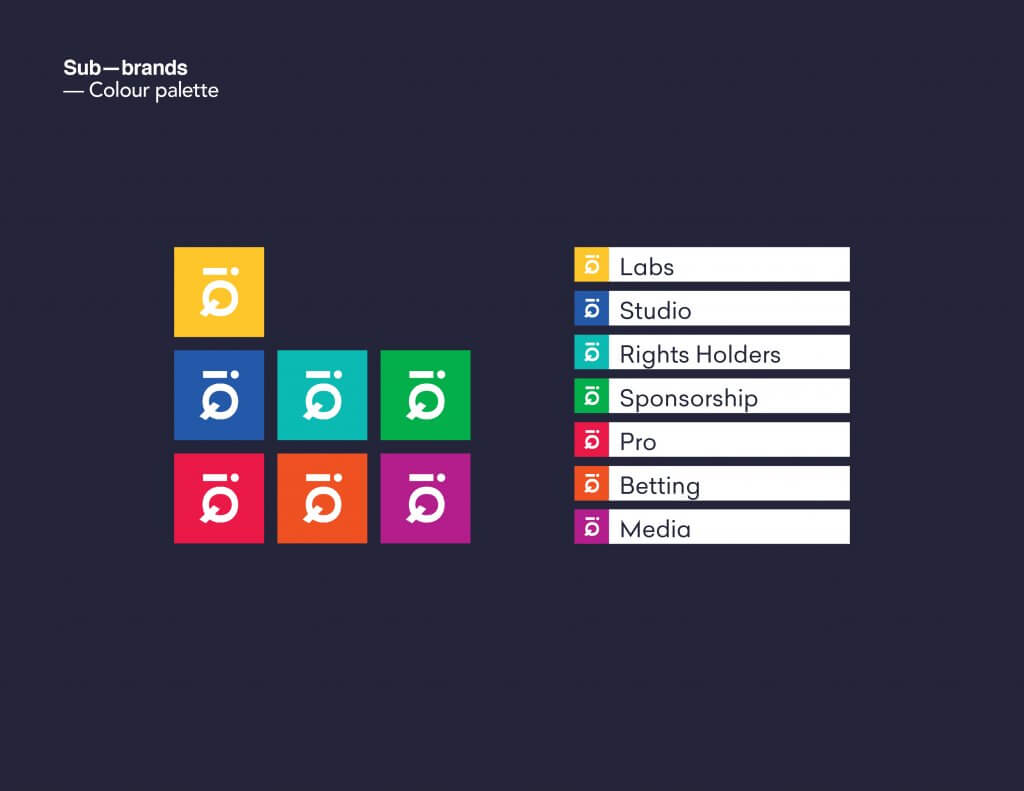 Sub—brands
— Colour palette
Labs
Studio
Rights Holders
Sponsorship
Pro
Betting
Media